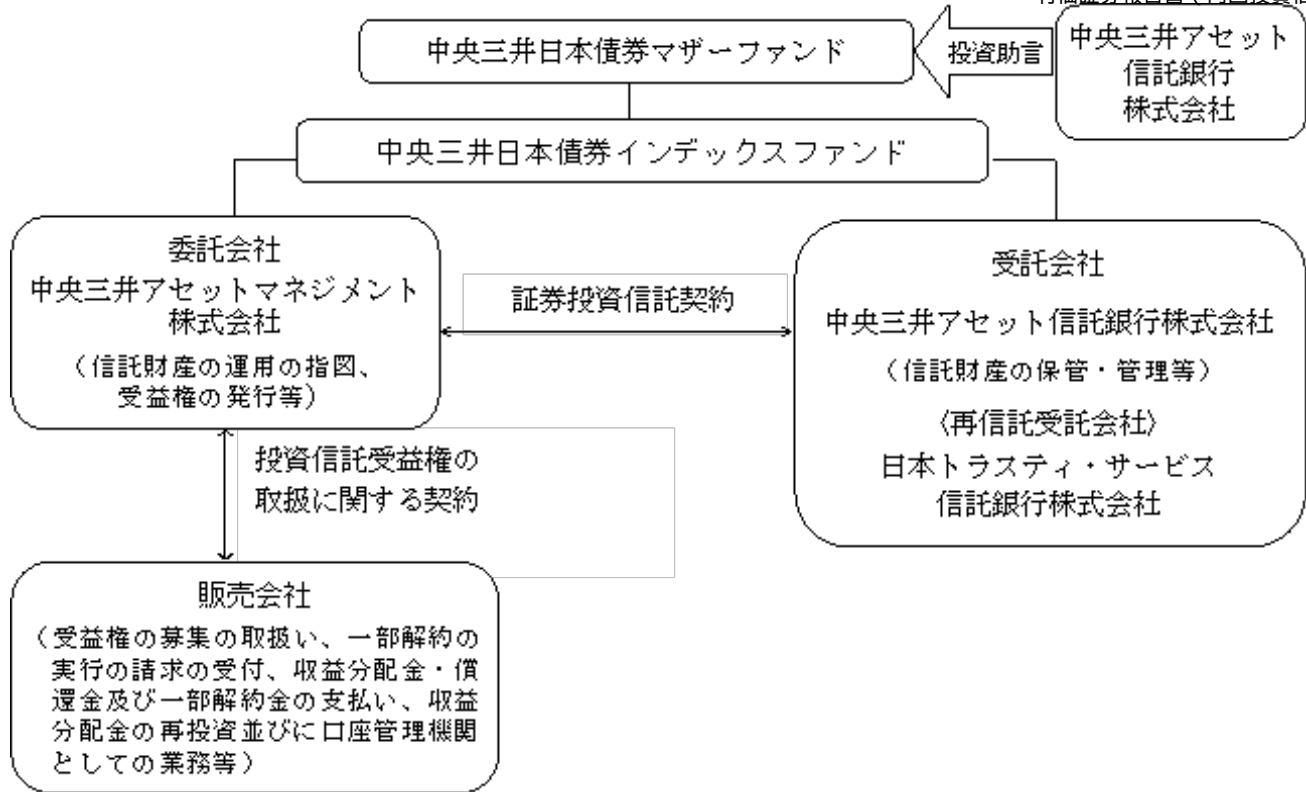 中央三井日本債券マザーファンド
投資助言
中央三井アセット
信託銀行
株式会社
中央三井日本債券インデックスファンド
委託会社
中央三井アセットマネジメント
株式会社
（信託財産の運用の指図、
受益権の発行等）
証券投資信託契約
受託会社
中央三井アセット信託銀行株式会社
（信託財産の保管・管理等）
〈再信託受託会社〉
日本トラスティ・サービス
信託銀行株式会社
投資信託受益権の
取扱に関する契約
販売会社
（受益権の募集の取扱い、一部解約の
実行の請求の受付、収益分配金・償
還金及び一部解約金の支払い、収益
分配金の再投資並びに口座管理機関
としての業務等）